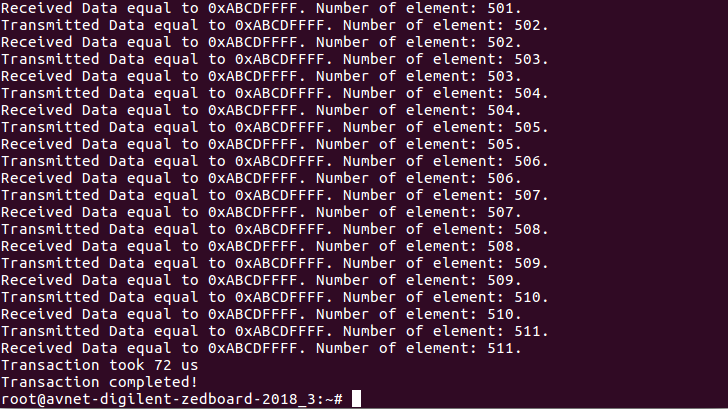 Received Data equal to 0xABCDFFFF. Number of element: 501.
Transmitted Data equal to 0xABCDFFFF. Number of element: 502.
Received Data equal to 0xABCDFFFF. Number of element: 502.
Transmitted Data equal to 0xABCDFFFF. Number of element: 503.
Received Data equal to 0xABCDFFFF. Number of element: 503.
Transmitted Data equal to 0xABCDFFFF. Number of element: 504.
Received Data equal to 0xABCDFFFF. Number of element: 504.
Transmitted Data equal to 0xABCDFFFF. Number of element: 505.
Received Data equal to 0xABCDFFFF. Number of element: 505.
Transmitted Data equal to 0xABCDFFFF. Number of element: 506.
Received Data equal to 0xABCDFFFF. Number of element: 506.
Transmitted Data equal to 0xABCDFFFF. Number of element: 507.
Received Data equal to 0xABCDFFFF. Number of element: 507.
Transmitted Data equal to 0xABCDFFFF. Number of element: 508.
Received Data equal to 0xABCDFFFF. Number of element: 508.
Transmitted Data equal to 0xABCDFFFF. Number of element: 509.
Received Data equal to 0xABCDFFFF. Number of element: 509.
Transmitted Data equal to 0xABCDFFFF. Number of element: 510.
Received Data equal to 0xABCDFFFF. Number of element: 510.
Transmitted Data equal to 0xABCDFFFF. Number of element: 511.
Received Data equal to 0xABCDFFFF. Number of element: 511.
Transaction took 72 us
Transaction completed!
root@avnet-digilent-zedboard-2018_3:~#